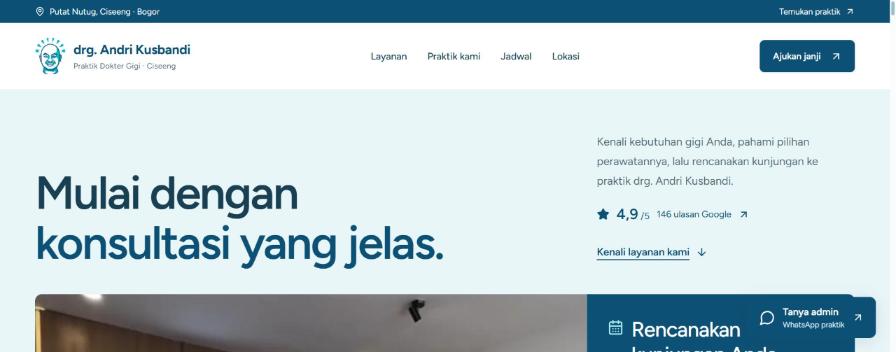 Putat Nutug, Ciseeng · Bogor
Temukan praktik
drg. Andri Kusbandi
Praktik Dokter Gigi · Ciseeng
Layanan
Praktik kami
Jadwal
Lokasi
Ajukan janji
Mulai dengan
konsultasi yang jelas.
Kenali kebutuhan gigi Anda, pahami pilihan
perawatannya, lalu rencanakan kunjungan ke
praktik drg. Andri Kusbandi.
4,9 /5 146 ulasan Google
Kenali layanan kami
Rencanakan
kunjungan Anda
Tanya admin
WhatsApp praktik